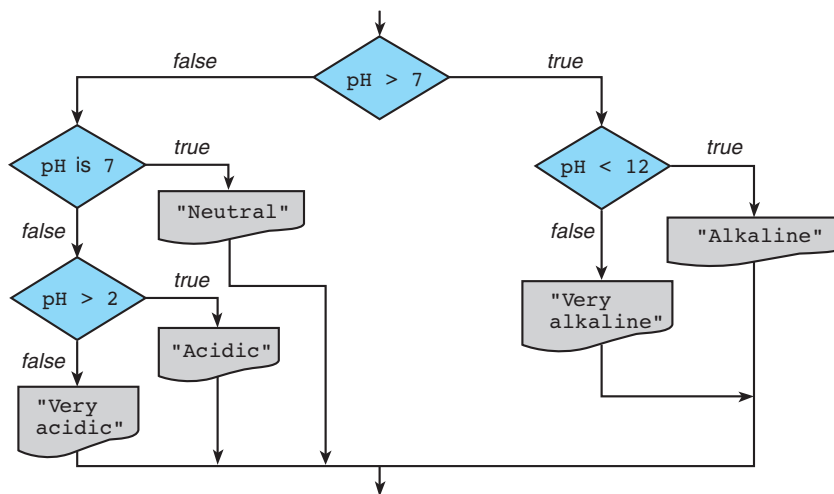 false
pH > 7
true
pH is 7
true
pH < 12
true
"Neutral"
"Alkaline"
false
false
pH > 2
true
"Very
alkaline"
"Acidic"
false
"Very
acidic"